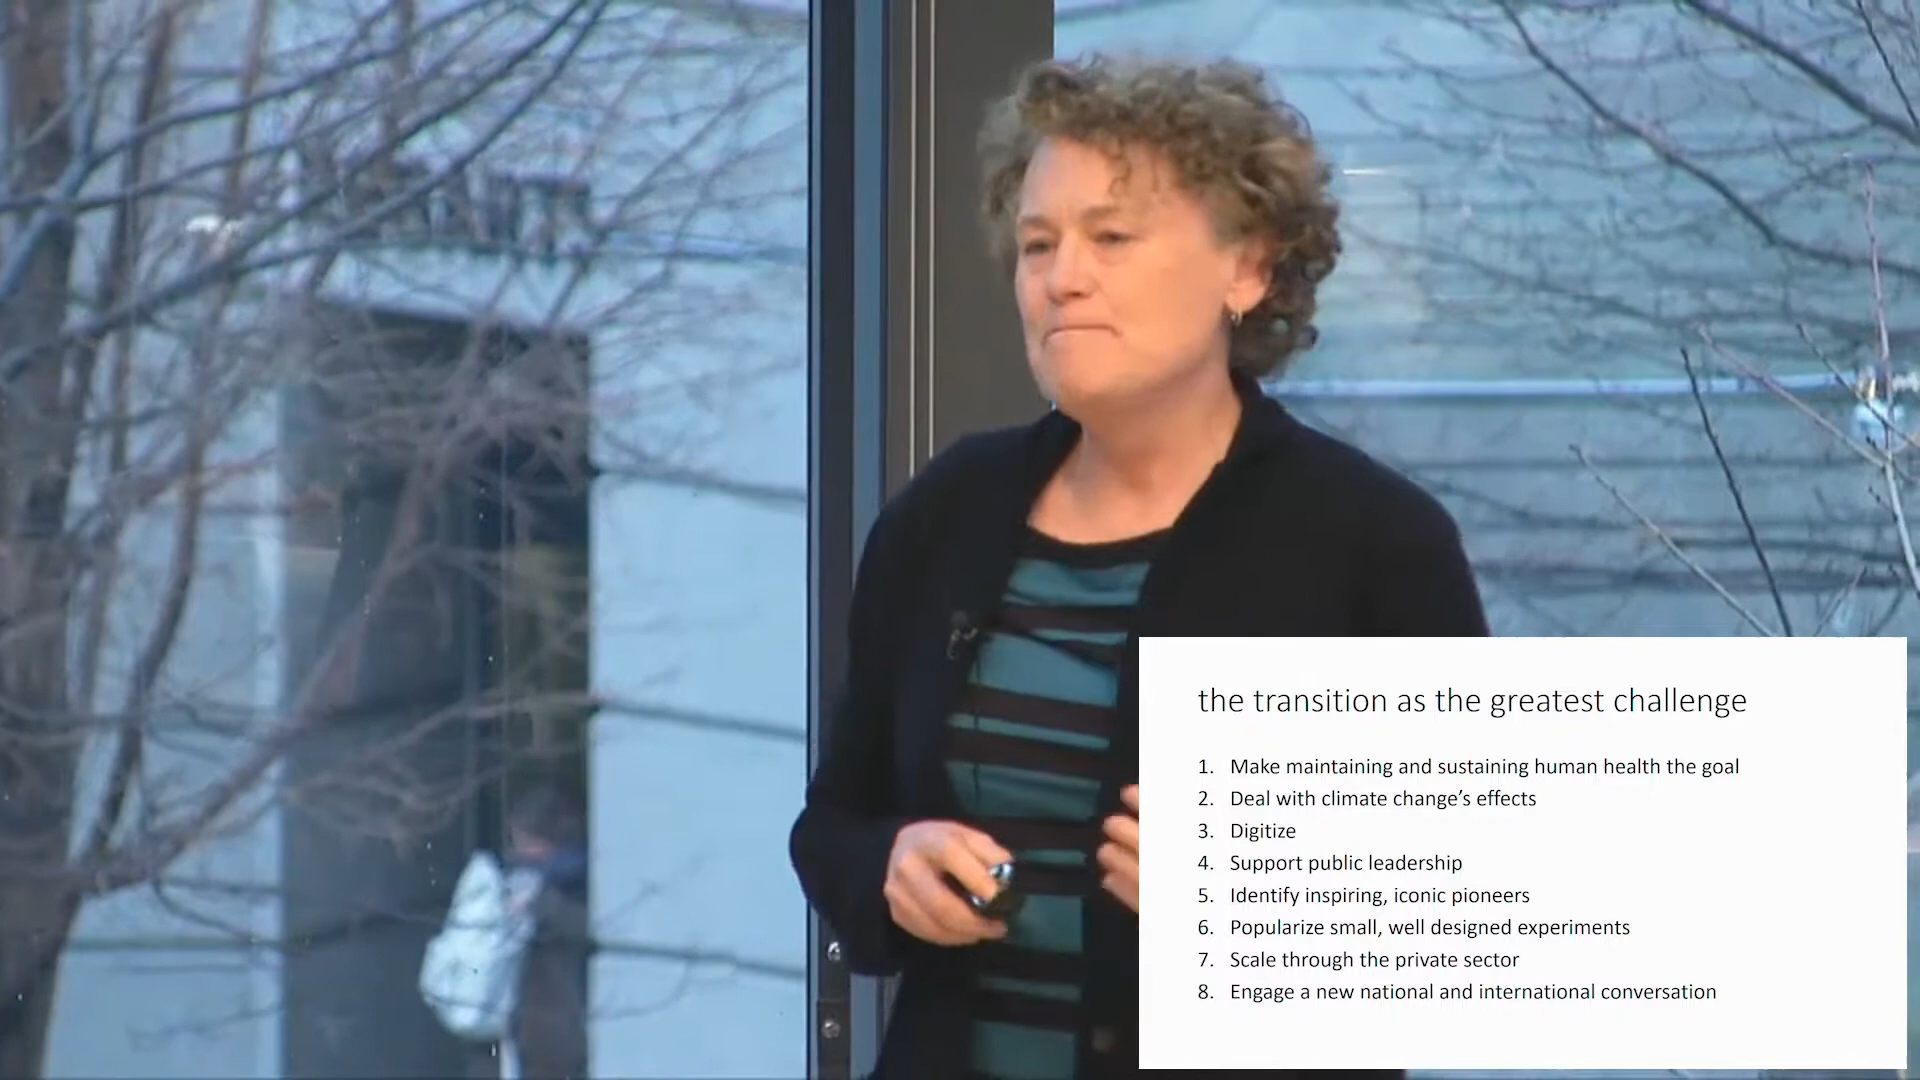 the transition as the greatest challenge
1. Make maintaining and sustaining human health the goal
2. Deal with climate change’s effects
3. Digitize
4. Support public leadership
5. Identify inspiring, iconic pioneers
6. Popularize small, well designed experiments
7. Scale through the private sector
8. Engage a new national and international conversation